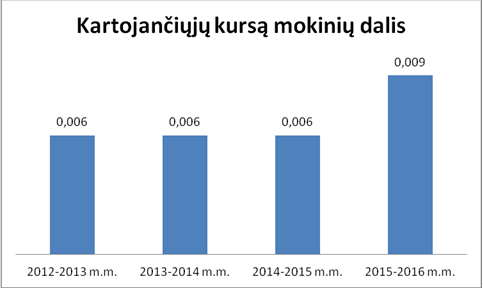 Kartojančiųjų kursą mokinių dalis
0,009
0,006 0,006 0,006
2012-2013 m.m. 2013-2014 m.m. 2014-2015 m.m. 2015-2016 m.m.